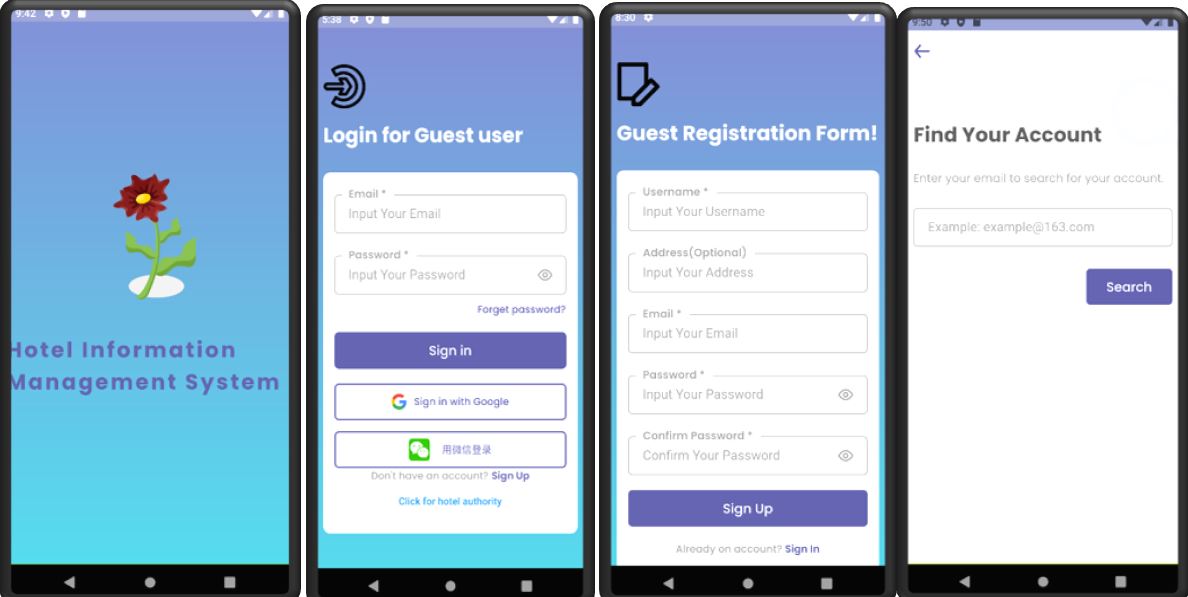 9:42
Hotel Information
Management System
5:38
Login for Guest user
Email *
Input Your Email
Password *
Input Your Password
Forget password?
Sign in
Sign in with Google
用微信登录
Don't have an account? Sign Up
Click for hotel authority
8:30
Guest Registration Form!
Username *
Input Your Username
Address(Optional)
Input Your Address
Email *
Input Your Email
Password *
Input Your Password
Confirm Password *
Confirm Your Password
Sign Up
Already on account? Sign In
9:50
Find Your Account
Enter your email to search for your account.
Example: example@163.com
Search